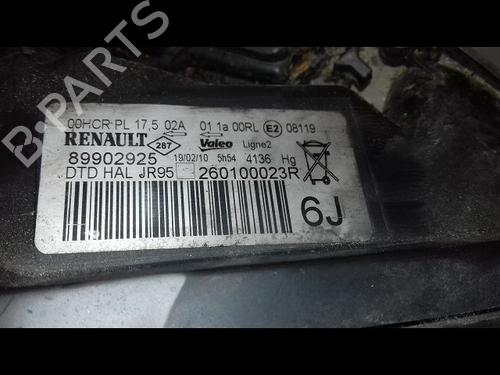 B-PARTS
00HCR PL 17,5 02A 01 1a 00RL E2 08119
RENAULT 287 Valeo Ligne2
89902925 19/02/10 5h54 4136 Hg
DTD HAL JR95 260100023R
6J